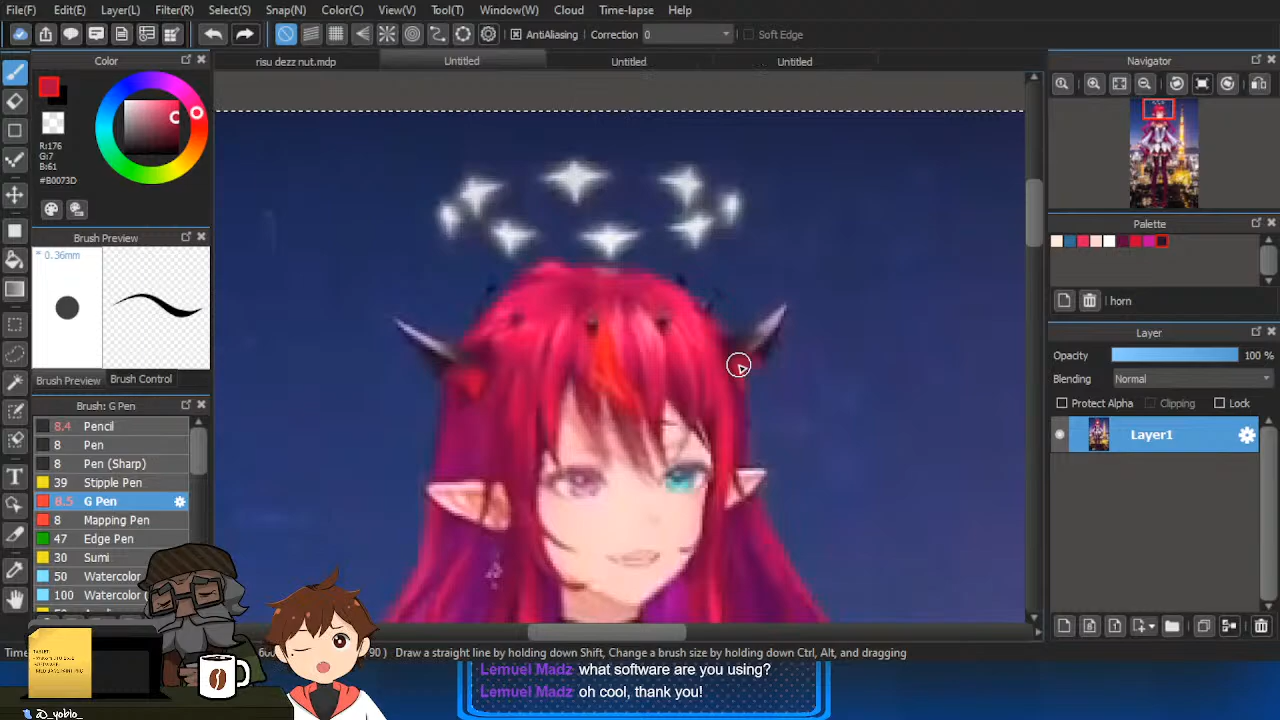 File(F) Edit(E) Layer(L) Filter(R) Select(S) Snap(N) Color(C) View(V) Tool(T) Window(W) Cloud Time-lapse Help
AntiAliasing Correction 0 Soft Edge
Color
risu dezz nut.mdp Untitled Untitled Untitled
Navigator
R:176
G:7
B:61
#B0073D
Brush Preview
0.36mm
Brush Preview Brush Control
Brush: G Pen
8.4 Pencil
8 Pen
8 Pen (Sharp)
39 Stipple Pen
8.5 G Pen
8 Mapping Pen
47 Edge Pen
30 Sumi
50 Watercolor
100 Watercolor
Palette
horn
Layer
Opacity 100 %
Blending Normal
Protect Alpha Clipping Lock
Layer1
Draw a straight line by holding down Shift, Change a brush size by holding down Ctrl, Alt, and dragging
Lemuel Madz what software are you using?
Lemuel Madz oh cool, thank you!